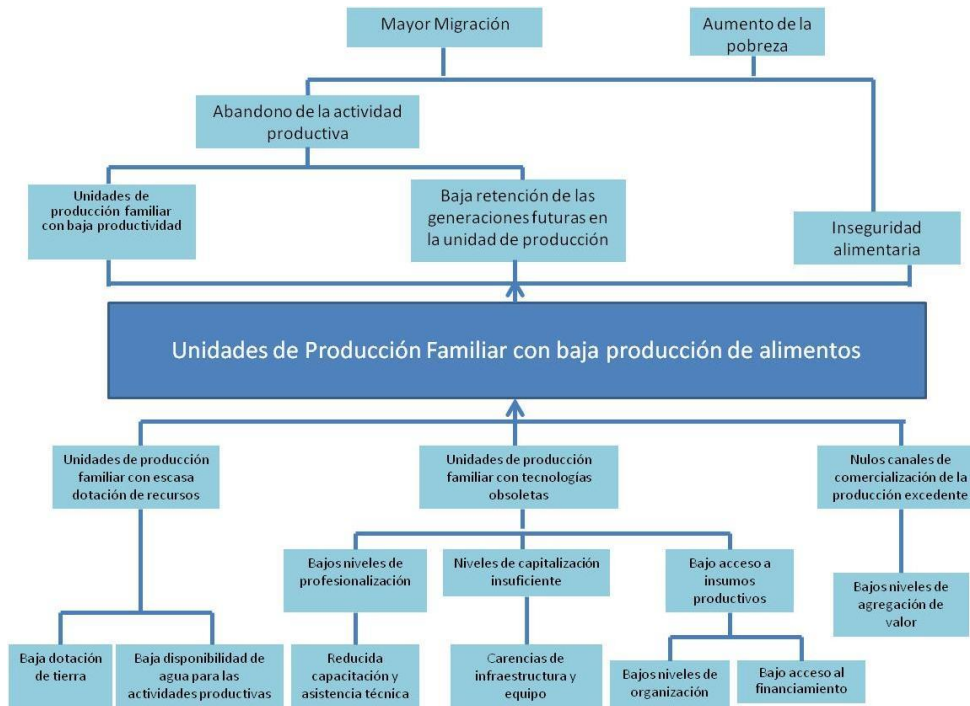 Mayor Migración
Aumento de la
pobreza
Abandono de la actividad
productiva
Unidades de
producción familiar
con baja productividad
Baja retención de las
generaciones futuras en
la unidad de producción
Inseguridad
alimentaria
Unidades de Producción Familiar con baja producción de alimentos
Unidades de producción
familiar con escasa
dotación de recursos
Unidades de producción
familiar con tecnologías
obsoletas
Nulos canales de
comercialización de la
producción excedente
Bajos niveles de
profesionalización
Niveles de capitalización
insuficiente
Bajo acceso a
insumos
productivos
Bajos niveles de
agregación de
valor
Baja dotación
de tierra
Baja disponibilidad de
agua para las
actividades productivas
Reducida
capacitación y
asistencia técnica
Carencias de
infraestructura y
equipo
Bajos niveles de
organización
Bajo acceso al
financiamiento